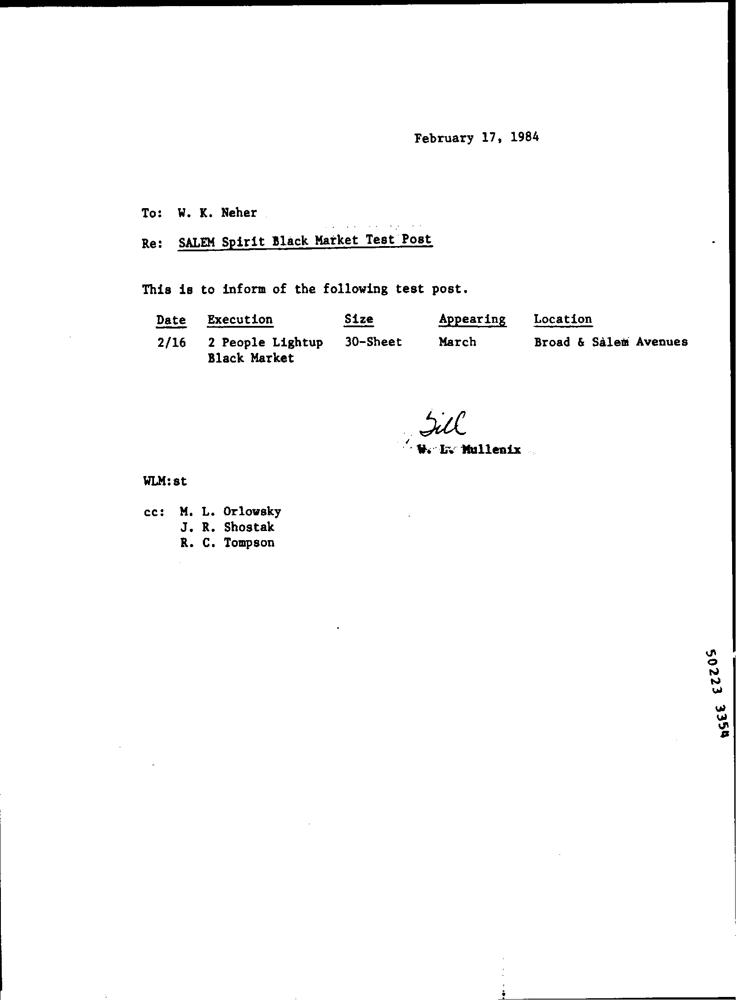 February 17, 1984
To: W. K. Neher
Re: SALEM Spirit Black Market Test Post
This is to inform of the following test post.
Date Execution Size Appearing Location
2/16 2 People Lightup 30-Sheet March Broad & Salem Avenues
Black Market
Bill
W. L. Mullenix
WLM:st
cc: M. L. Orlowsky
J. R. Shostak
R. C. Tompson
50223 3354